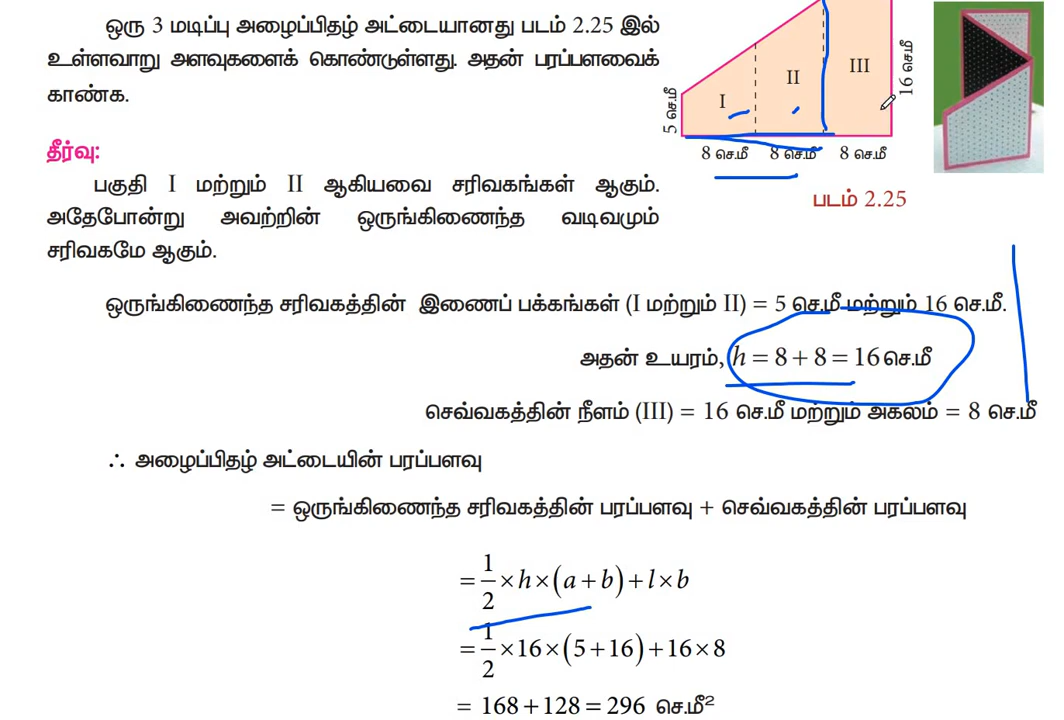 ஒரு 3 மடிப்பு அழைப்பிதழ் அட்டையானது படம் 2.25 இல்
உள்ளவாறு அளவுகளைக் கொண்டுள்ளது. அதன் பரப்பளவைக்
காண்க.
I
II
III
5 செ.மீ
16 செ.மீ
8 செ.மீ 8 செ.மீ 8 செ.மீ
படம் 2.25
தீர்வு:
பகுதி I மற்றும் II ஆகியவை சரிவகங்கள் ஆகும்.
அதேபோன்று அவற்றின் ஒருங்கிணைந்த வடிவமும்
சரிவகமே ஆகும்.
ஒருங்கிணைந்த சரிவகத்தின் இணைப் பக்கங்கள் (I மற்றும் II) = 5 செ.மீ மற்றும் 16 செ.மீ.
அதன் உயரம், h = 8 + 8 = 16 செ.மீ
செவ்வகத்தின் நீளம் (III) = 16 செ.மீ மற்றும் அகலம் = 8 செ.மீ
∴ அழைப்பிதழ் அட்டையின் பரப்பளவு
= ஒருங்கிணைந்த சரிவகத்தின் பரப்பளவு + செவ்வகத்தின் பரப்பளவு
= 1/2 × h × (a + b) + l × b
= 1/2 × 16 × (5 + 16) + 16 × 8
= 168 + 128 = 296 செ.மீ²